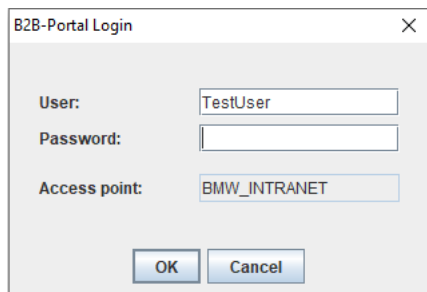 B2B-Portal Login
User: TestUser
Password:
Access point: BMW_INTRANET
OK Cancel